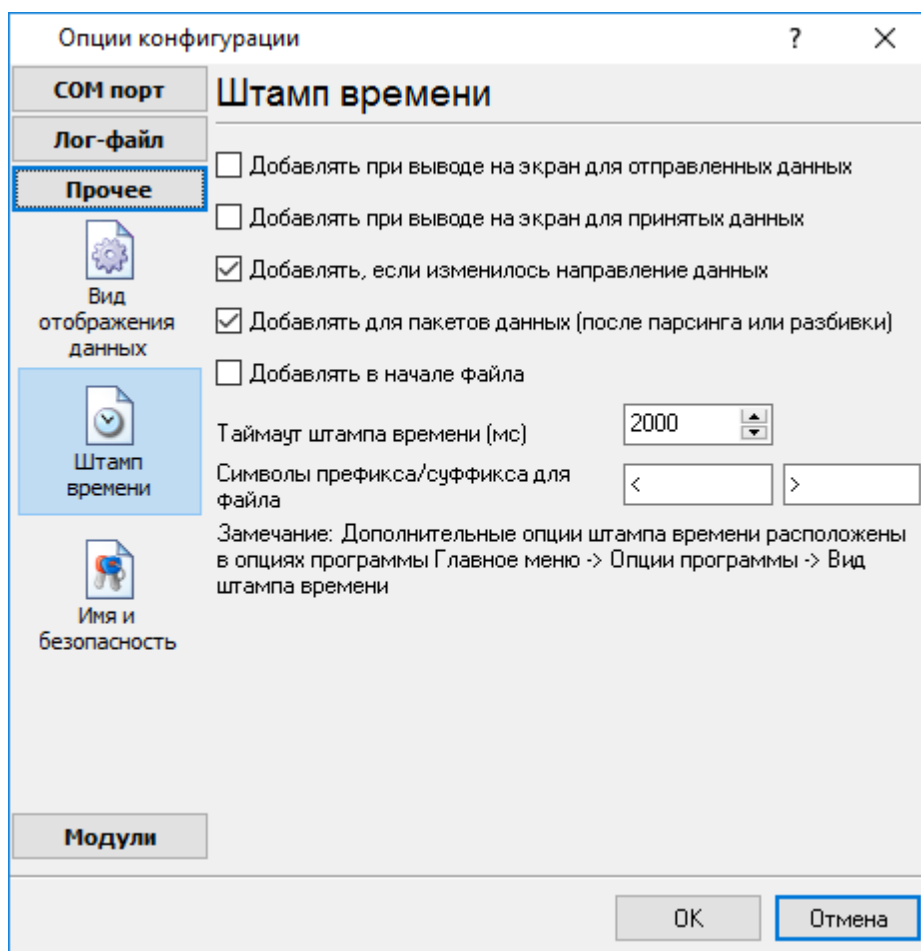 Опции конфигурации
?
COM порт
Лог-файл
Прочее
Вид
отображения
данных
Штамп
времени
Имя и
безопасность
Модули
Штамп времени
Добавлять при выводе на экран для отправленных данных
Добавлять при выводе на экран для принятых данных
Добавлять, если изменилось направление данных
Добавлять для пакетов данных (после парсинга или разбивки)
Добавлять в начале файла
Таймаут штампа времени (мс) 2000
Символы префикса/суффикса для
файла
< >
Замечание: Дополнительные опции штампа времени расположены
в опциях программы Главное меню -> Опции программы -> Вид
штампа времени
OK Отмена